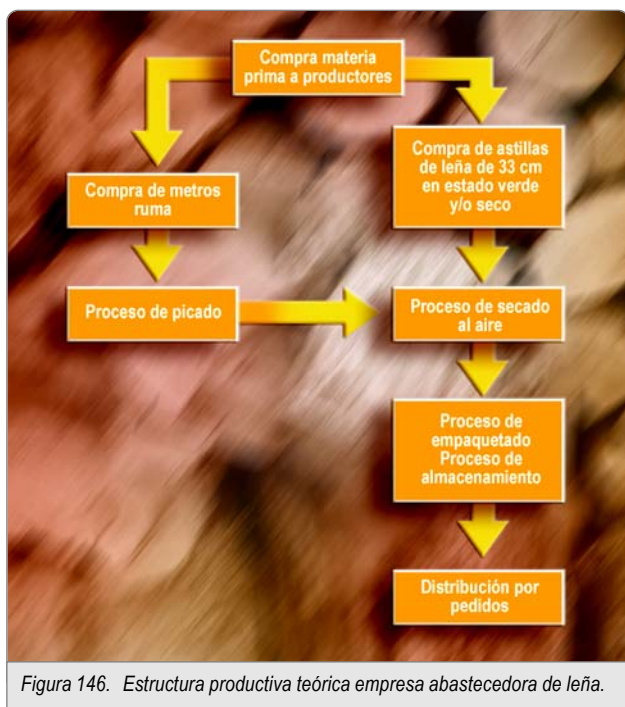 Compra materia
prima a productores
Compra de metros
ruma
Compra de astillas
de leña de 33 cm
en estado verde
y/o seco
Proceso de picado
Proceso de secado
al aire
Proceso de
empaquetado
Proceso de
almacenamiento
Distribución por
pedidos
Figura 146. Estructura productiva teórica empresa abastecedora de leña.